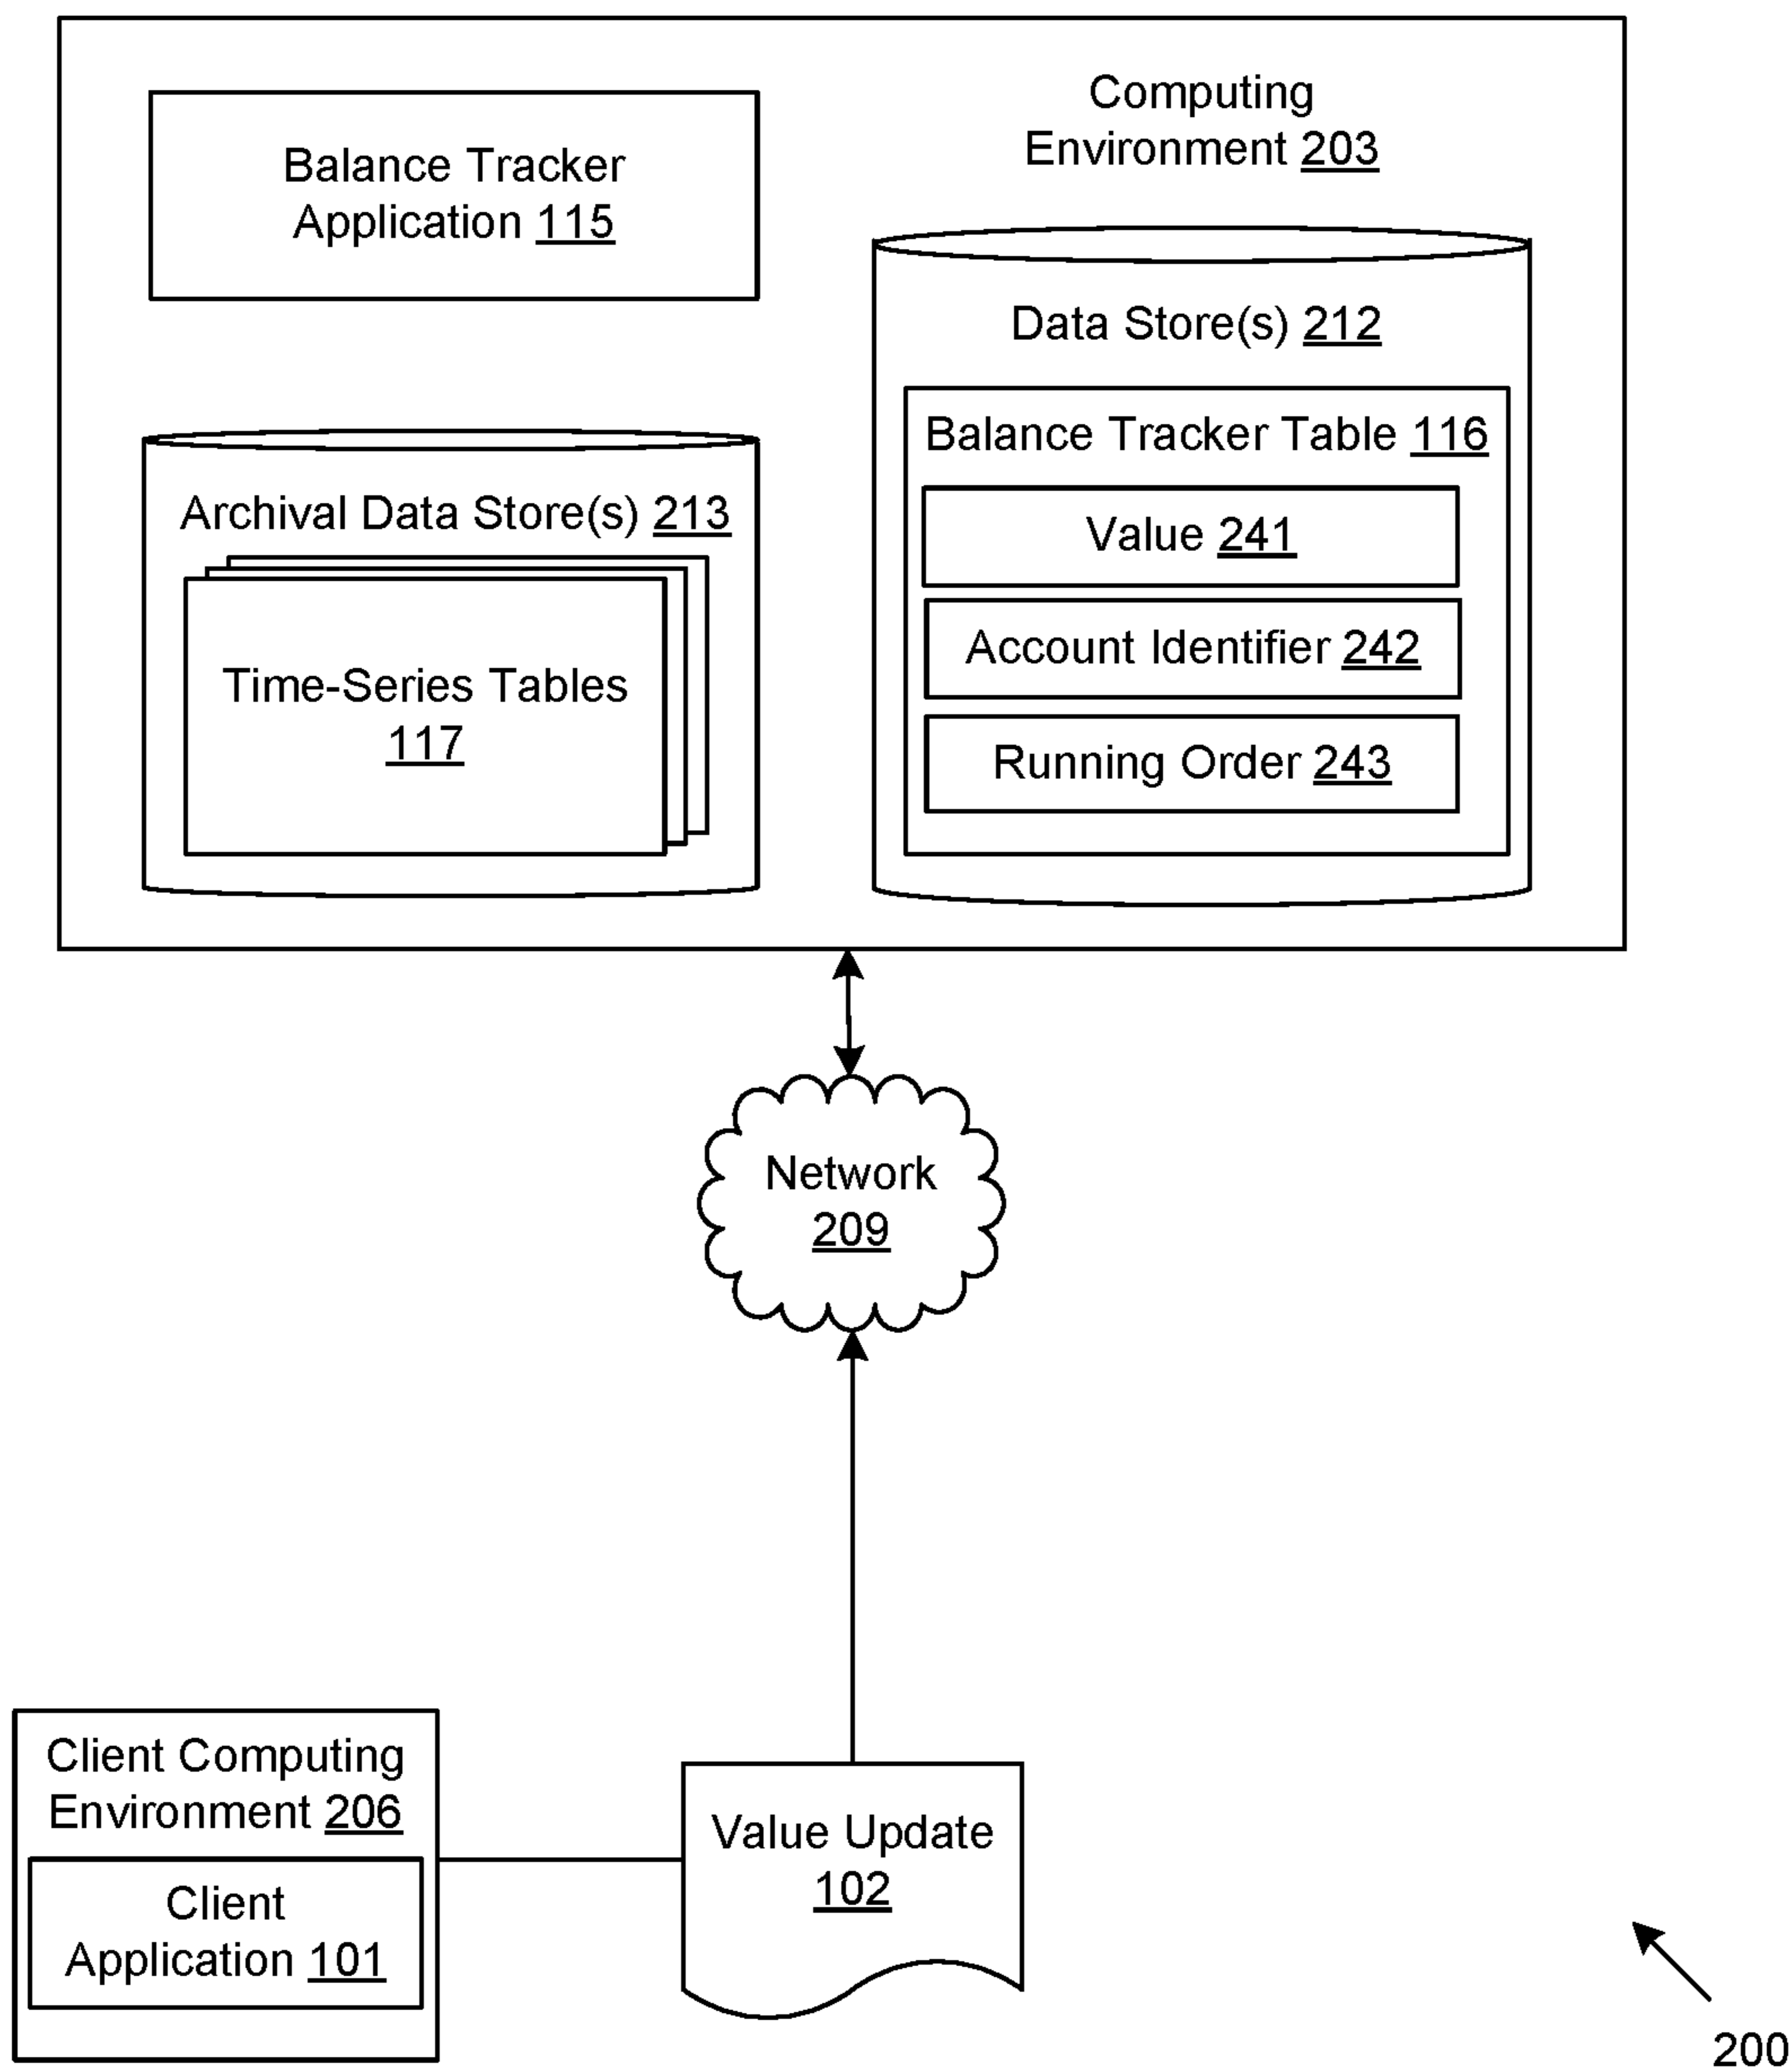 Computing
Environment 203
Balance Tracker
Application 115
Data Store(s) 212
Balance Tracker Table 116
Value 241
Account Identifier 242
Running Order 243
Archival Data Store(s) 213
Time-Series Tables
117
Network
209
Client Computing
Environment 206
Client
Application 101
Value Update
102
200